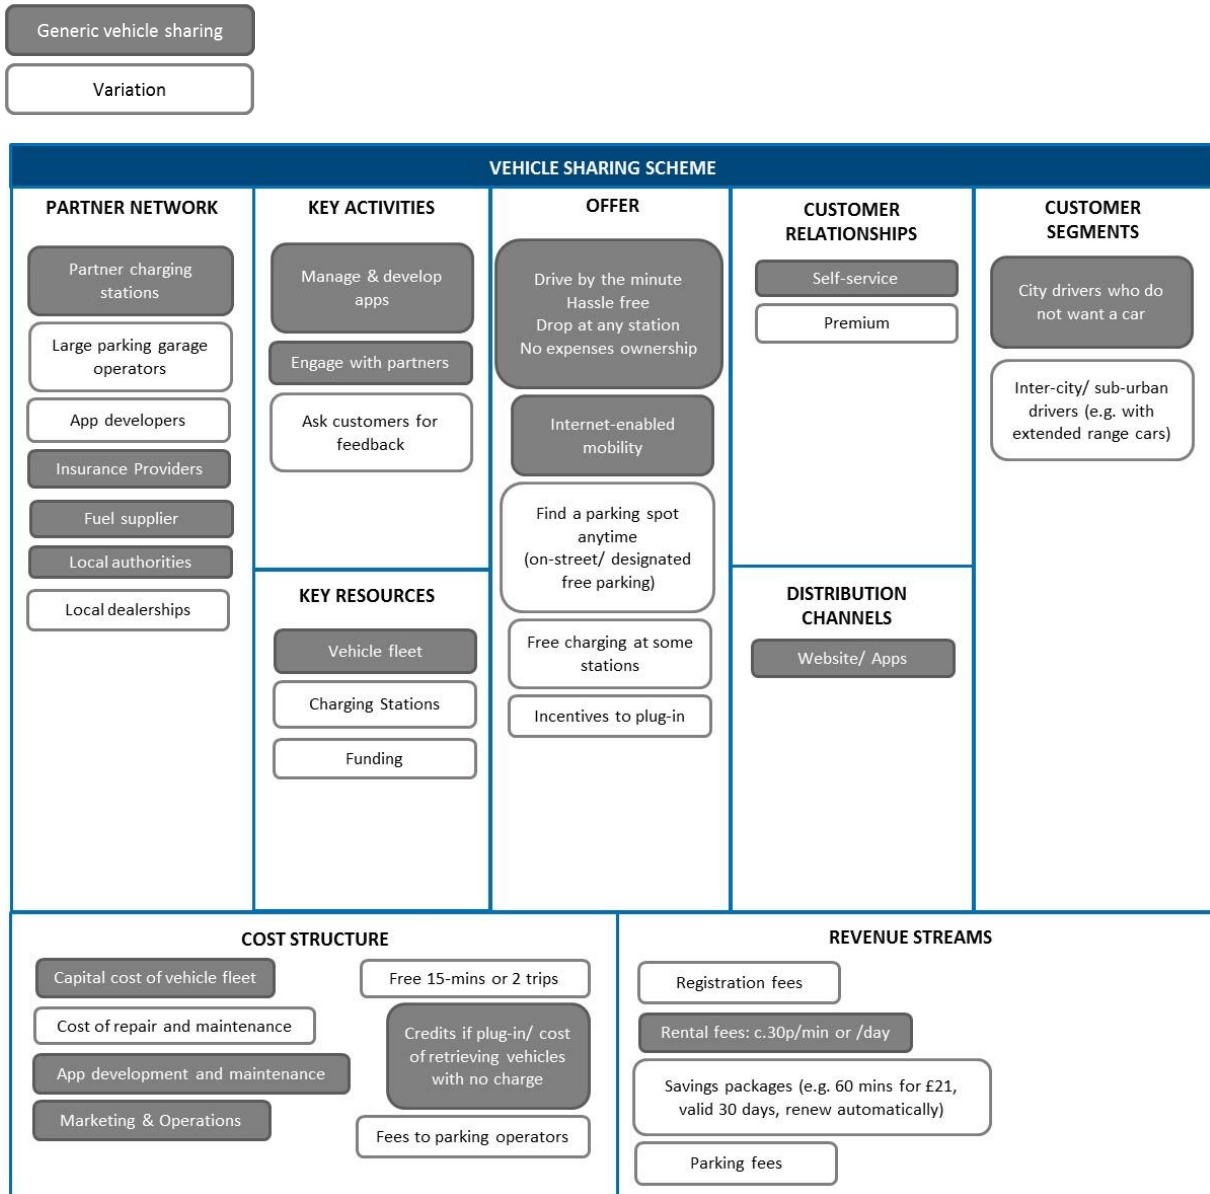 Generic vehicle sharing
Variation
VEHICLE SHARING SCHEME
PARTNER NETWORK
Partner charging
stations
Large parking garage
operators
App developers
Insurance Providers
Fuel supplier
Local authorities
Local dealerships
KEY ACTIVITIES
Manage & develop
apps
Engage with partners
Ask customers for
feedback
KEY RESOURCES
Vehicle fleet
Charging Stations
Funding
OFFER
Drive by the minute
Hassle free
Drop at any station
No expenses ownership
Internet-enabled
mobility
Find a parking spot
anytime
(on-street/ designated
free parking)
Free charging at some
stations
Incentives to plug-in
CUSTOMER
RELATIONSHIPS
Self-service
Premium
DISTRIBUTION
CHANNELS
Website/ Apps
CUSTOMER
SEGMENTS
City drivers who do
not want a car
Inter-city/ sub-urban
drivers (e.g. with
extended range cars)
COST STRUCTURE
Capital cost of vehicle fleet
Cost of repair and maintenance
App development and maintenance
Marketing & Operations
Free 15-mins or 2 trips
Credits if plug-in/ cost
of retrieving vehicles
with no charge
Fees to parking operators
REVENUE STREAMS
Registration fees
Rental fees: c.30p/min or /day
Savings packages (e.g. 60 mins for £21,
valid 30 days, renew automatically)
Parking fees